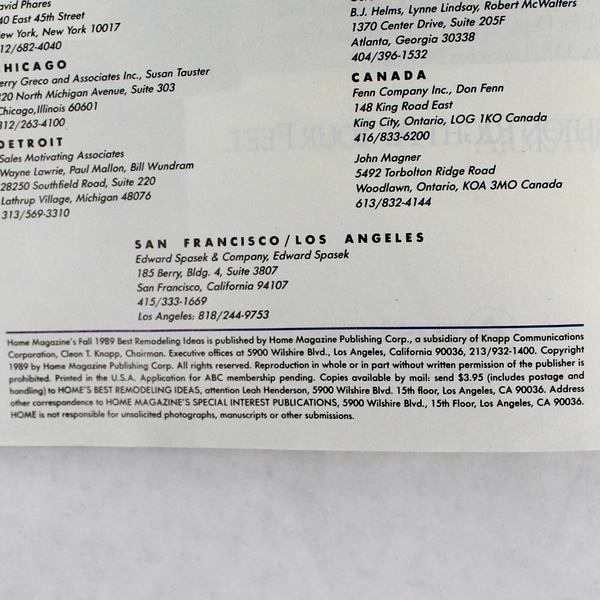 avid Phares
40 East 45th Street
ew York, New York 10017
12/682-4040
HICAGO
erry Greco and Associates Inc., Susan Tauster
20 North Michigan Avenue, Suite 303
Chicago, Illinois 60601
312/263-4100
DETROIT
Sales Motivating Associates
Wayne Lawrie, Paul Mallon, Bill Wundram
28250 Southfield Road, Suite 220
Lathrup Village, Michigan 48076
313/569-3310
B.J. Helms, Lynne Lindsay, Robert McWalters
1370 Center Drive, Suite 205F
Atlanta, Georgia 30338
404/396-1532
CANADA
Fenn Company Inc., Don Fenn
148 King Road East
King City, Ontario, LOG 1KO Canada
416/833-6200
John Magner
5492 Torbolton Ridge Road
Woodlawn, Ontario, KOA 3MO Canada
613/832-4144
SAN FRANCISCO/LOS ANGELES
Edward Spasek & Company, Edward Spasek
185 Berry, Bldg. 4, Suite 3807
San Francisco, California 94107
415/333-1669
Los Angeles: 818/244-9753
Home Magazine's Fall 1989 Best Remodeling Ideas is published by Home Magazine Publishing Corp., a subsidiary of Knapp Communications
Corporation, Cleon T. Knapp, Chairman. Executive offices at 5900 Wilshire Blvd., Los Angeles, California 90036, 213/932-1400. Copyright
1989 by Home Magazine Publishing Corp. All rights reserved. Reproduction in whole or in part without written permission of the publisher is
prohibited. Printed in the U.S.A. Application for ABC membership pending. Copies available by mail: send $3.95 (includes postage and
handling) to HOME'S BEST REMODELING IDEAS, attention Leah Henderson, 5900 Wilshire Blvd. 15th floor, Los Angeles, CA 90036. Address
other correspondence to HOME MAGAZINE'S SPECIAL INTEREST PUBLICATIONS, 5900 Wilshire Blvd., 15th Floor, Los Angeles, CA 90036.
HOME is not responsible for unsolicited photographs, manuscripts or other submissions.